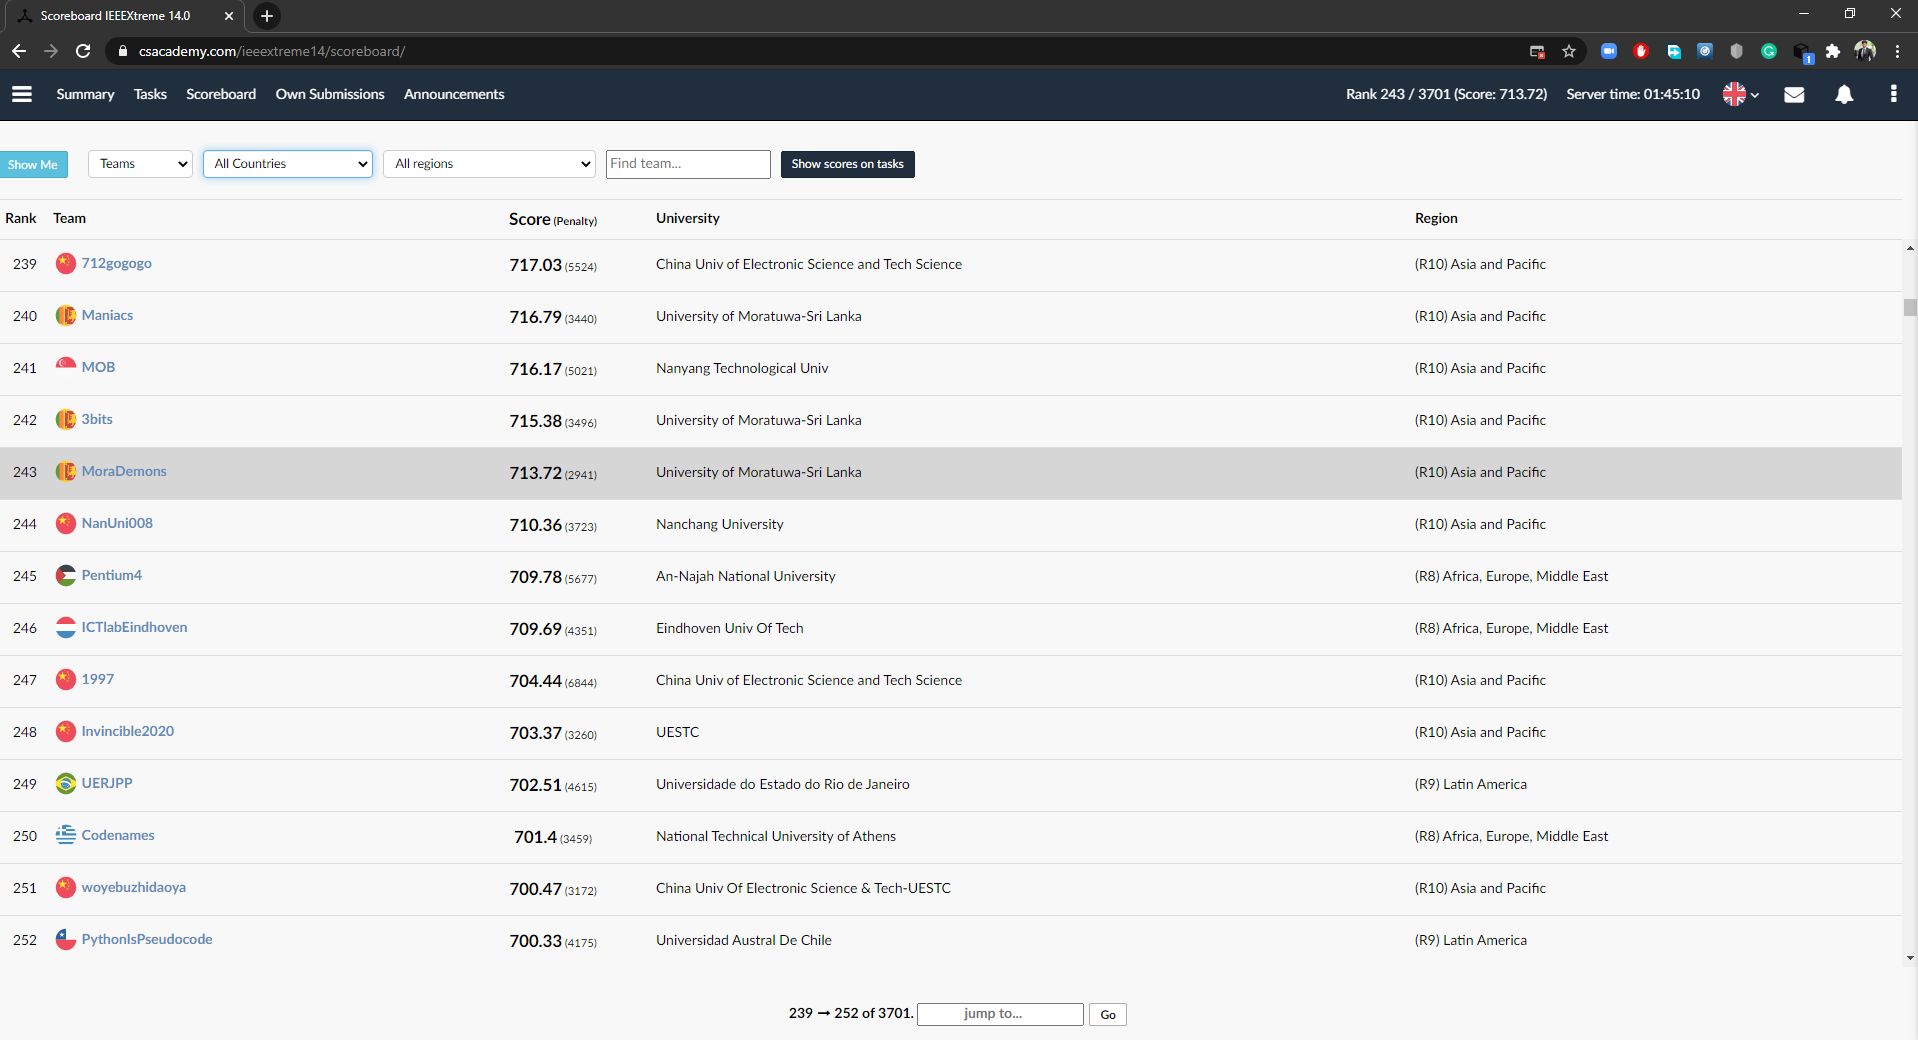 Scoreboard IEEEXtreme 14.0
csacademy.com/ieeextreme14/scoreboard/
1
Summary Tasks Scoreboard Own Submissions Announcements Rank 243 / 3701 (Score: 713.72) Server time: 01:45:10
Show Me Teams All Countries All regions Find team... Show scores on tasks
Rank Team Score (Penalty) University Region
239 712gogogo 717.03 (5524) China Univ of Electronic Science and Tech Science (R10) Asia and Pacific
240 Maniacs 716.79 (3440) University of Moratuwa-Sri Lanka (R10) Asia and Pacific
241 MOB 716.17 (5021) Nanyang Technological Univ (R10) Asia and Pacific
242 3bits 715.38 (3496) University of Moratuwa-Sri Lanka (R10) Asia and Pacific
243 MoraDemons 713.72 (2941) University of Moratuwa-Sri Lanka (R10) Asia and Pacific
244 NanUni008 710.36 (3723) Nanchang University (R10) Asia and Pacific
245 Pentium4 709.78 (5677) An-Najah National University (R8) Africa, Europe, Middle East
246 ICTlabEindhoven 709.69 (4351) Eindhoven Univ Of Tech (R8) Africa, Europe, Middle East
247 1997 704.44 (6844) China Univ of Electronic Science and Tech Science (R10) Asia and Pacific
248 Invincible2020 703.37 (3260) UESTC (R10) Asia and Pacific
249 UERJPP 702.51 (4615) Universidade do Estado do Rio de Janeiro (R9) Latin America
250 Codenames 701.4 (3459) National Technical University of Athens (R8) Africa, Europe, Middle East
251 woyebuzhidaoya 700.47 (3172) China Univ Of Electronic Science & Tech-UESTC (R10) Asia and Pacific
252 PythonIsPseudocode 700.33 (4175) Universidad Austral De Chile (R9) Latin America
239 → 252 of 3701. jump to... Go